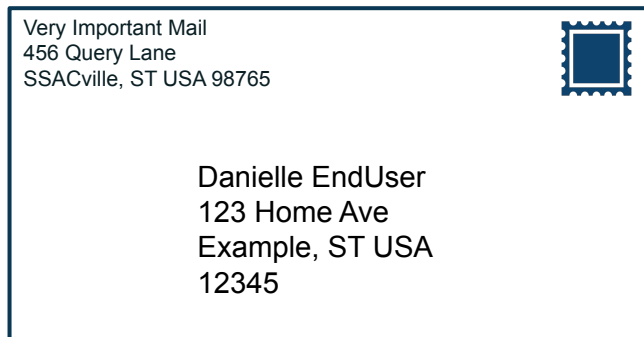 Very Important Mail
456 Query Lane
SSACville, ST USA 98765
Danielle EndUser
123 Home Ave
Example, ST USA
12345